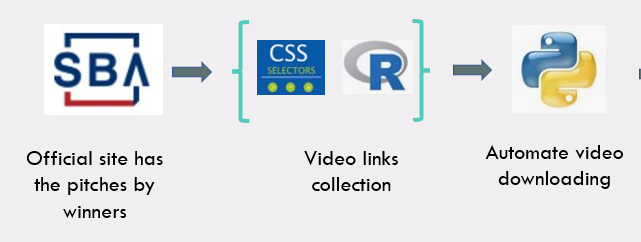 SBA
CSS
SELECTORS
R
Official site has
the pitches by
winners
Video links
collection
Automate video
downloading